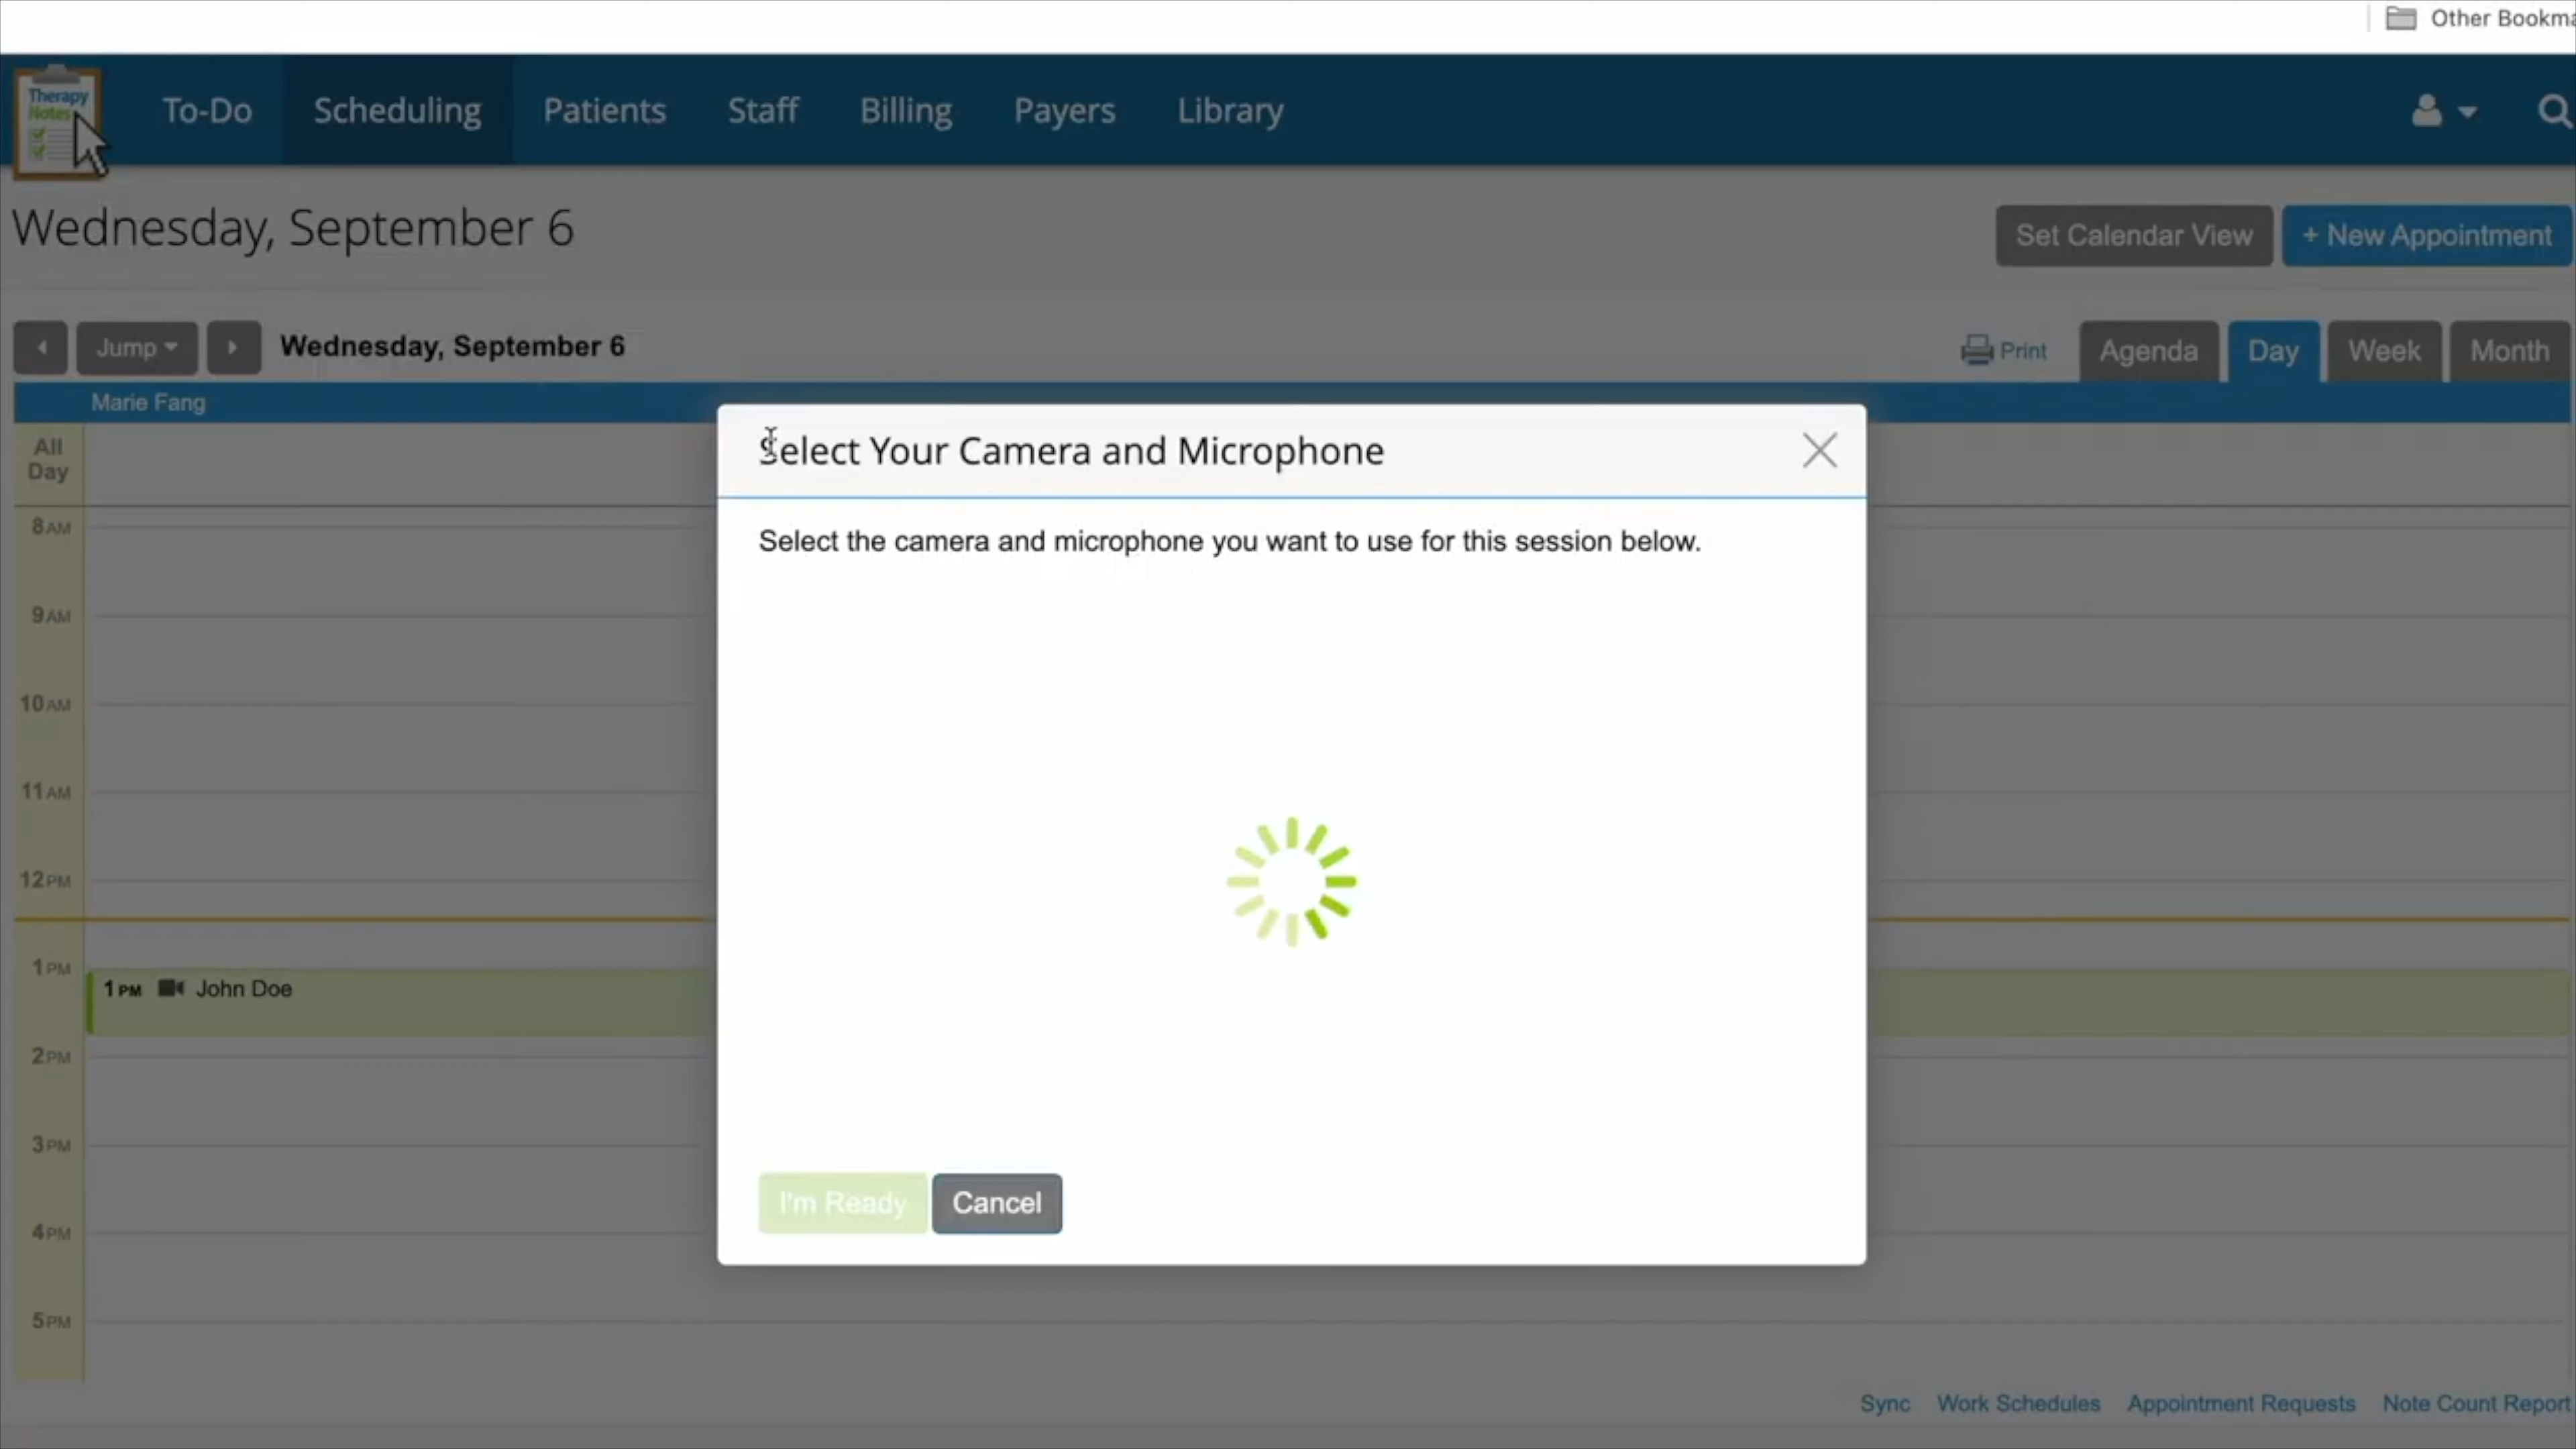 Other Bookma
Therapy
Notes
To-Do
Scheduling
Patients
Staff
Billing
Payers
Library
Wednesday, September 6
Set Calendar View
+ New Appointment
Jump
Wednesday, September 6
Print
Agenda
Day
Week
Month
Marie Fang
All
Day
Select Your Camera and Microphone
Select the camera and microphone you want to use for this session below.
8AM
9AM
10AM
11AM
12PM
1PM
1PM John Doe
2PM
3PM
4PM
5PM
I'm Ready
Cancel
Sync
Work Schedules
Appointment Requests
Note Count Report